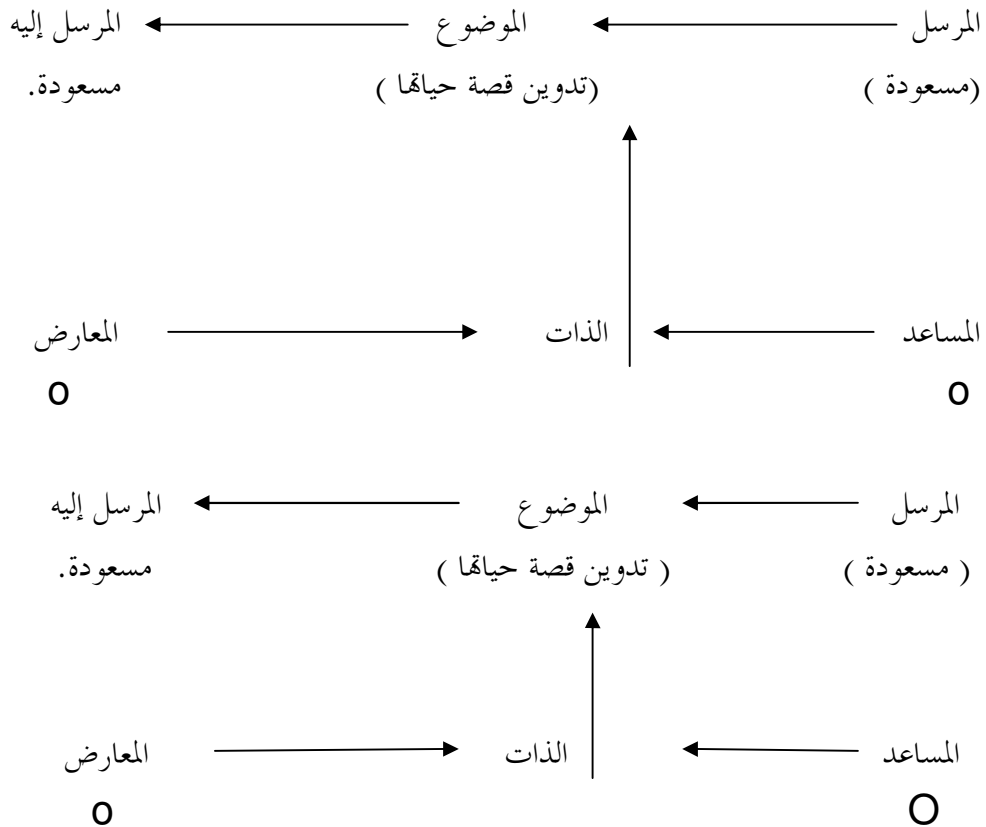 المرسل الموضوع المرسل إليه
(مسعودة ) (تدوين قصة حياتها ) مسعودة.
المساعد الذات المعارض
o o
المرسل الموضوع المرسل إليه
( مسعودة ) ( تدوين قصة حياتها ) مسعودة.
المساعد الذات المعارض
O o